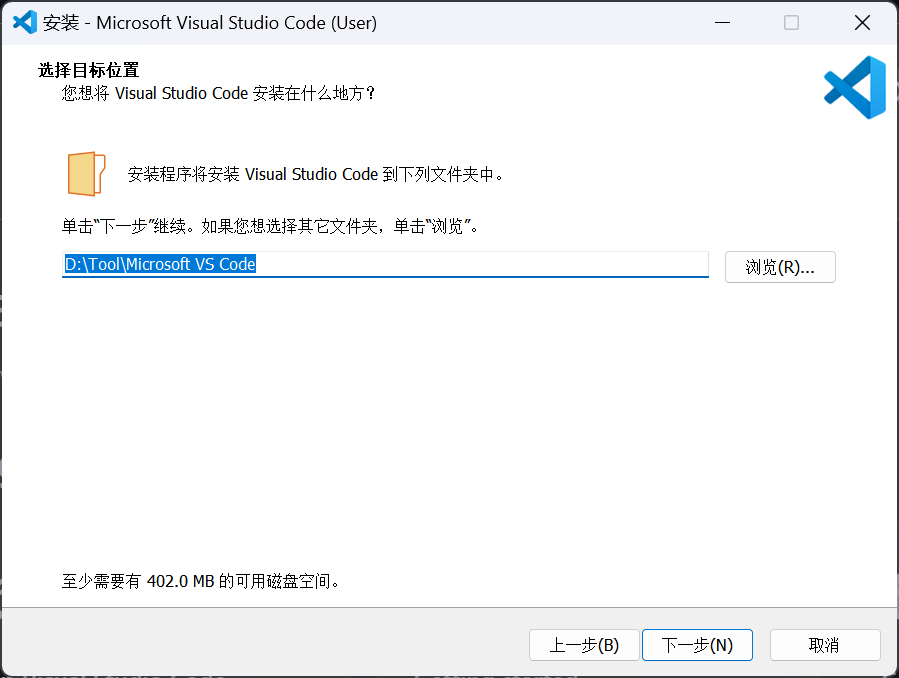 安装 - Microsoft Visual Studio Code (User)
选择目标位置
您想将 Visual Studio Code 安装在什么地方？
安装程序将安装 Visual Studio Code 到下列文件夹中。
单击“下一步”继续。如果您想选择其它文件夹，单击“浏览”。
D:\Tool\Microsoft VS Code
浏览(R)...
至少需要有 402.0 MB 的可用磁盘空间。
上一步(B)
下一步(N)
取消